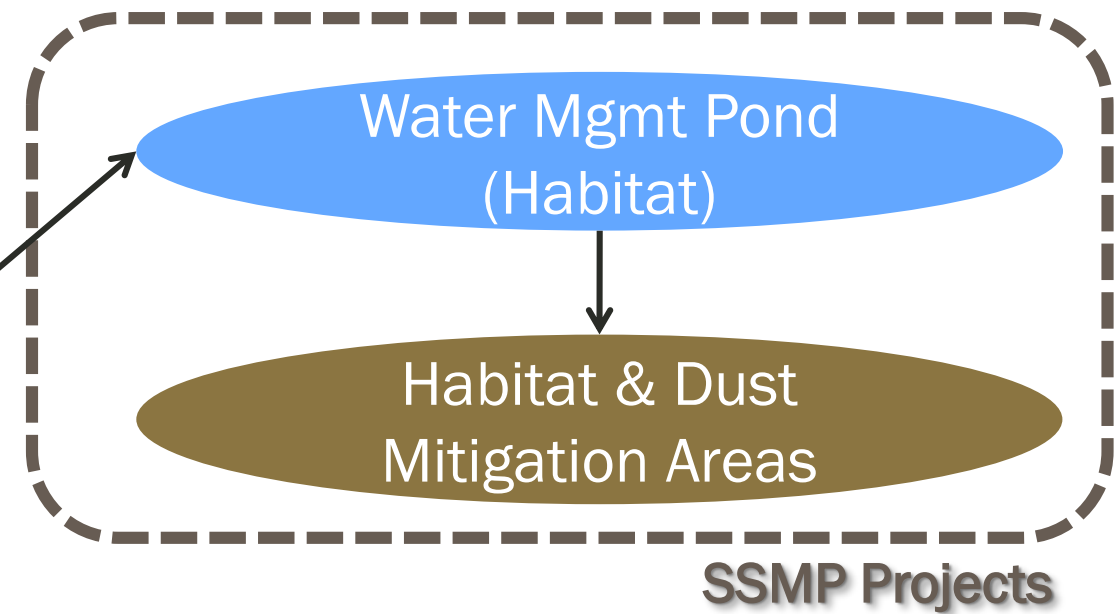 Water Mgmt Pond
(Habitat)
Habitat & Dust
Mitigation Areas
SSMP Projects